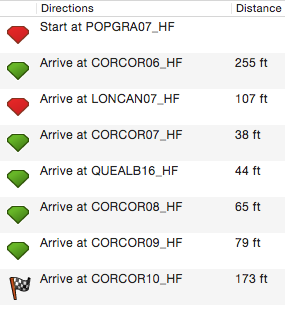 Directions Distance
Start at POPGRA07_HF
Arrive at CORCOR06_HF 255 ft
Arrive at LONCAN07_HF 107 ft
Arrive at CORCOR07_HF 38 ft
Arrive at QUEALB16_HF 44 ft
Arrive at CORCOR08_HF 65 ft
Arrive at CORCOR09_HF 79 ft
Arrive at CORCOR10_HF 173 ft